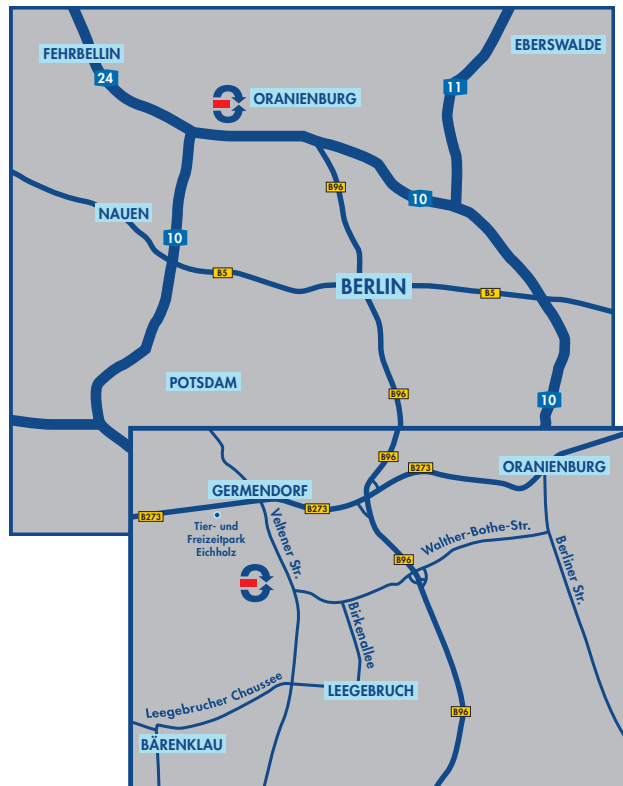 FEHRBELLIN
EBERSWALDE
24
11
ORANIENBURG
B96
10
NAUEN
10
B5
BERLIN
B5
POTSDAM
B96
10
B96
ORANIENBURG
B273
GERMENDORF
B273
B273
Tier- und
Freizeitpark
Eichholz
Veltener Str.
Walther-Bothe-Str.
B96
Berliner Str.
Birkenallee
Leegebrucher Chaussee
LEEGEBRUCH
B96
BÄRENKLAU